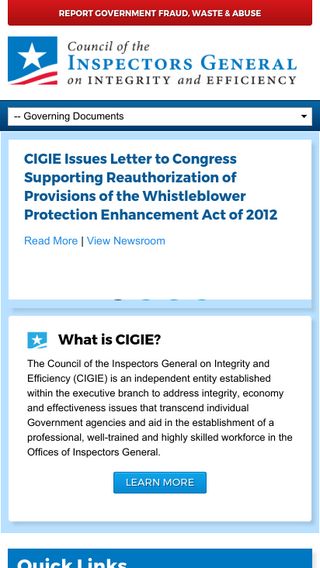 REPORT GOVERNMENT FRAUD, WASTE & ABUSE
Council of the
INSPECTORS GENERAL
on INTEGRITY and EFFICIENCY
-- Governing Documents
CIGIE Issues Letter to Congress
Supporting Reauthorization of
Provisions of the Whistleblower
Protection Enhancement Act of 2012
Read More | View Newsroom
What is CIGIE?
The Council of the Inspectors General on Integrity and
Efficiency (CIGIE) is an independent entity established
within the executive branch to address integrity, economy
and effectiveness issues that transcend individual
Government agencies and aid in the establishment of a
professional, well-trained and highly skilled workforce in the
Offices of Inspectors General.
LEARN MORE
Quick Links